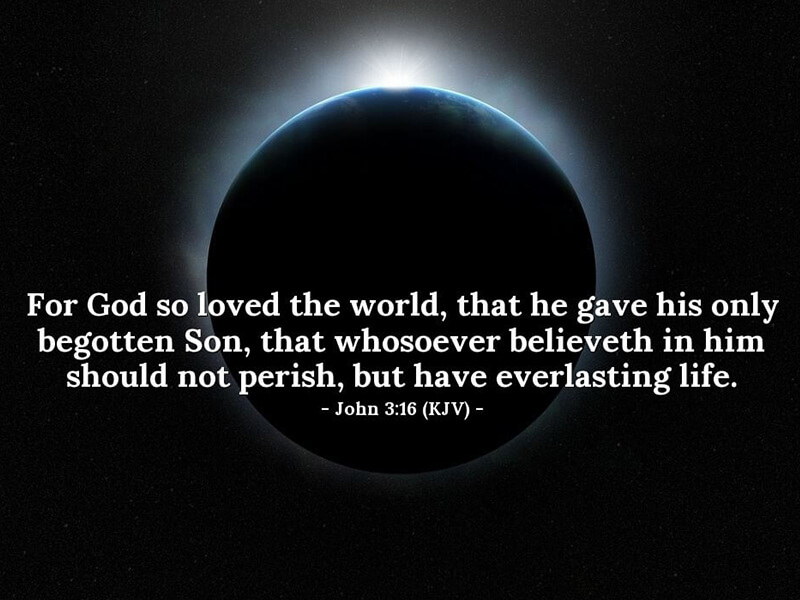 For God so loved the world, that he gave his only
begotten Son, that whosoever believeth in him
should not perish, but have everlasting life.
- John 3:16 (KJV) -